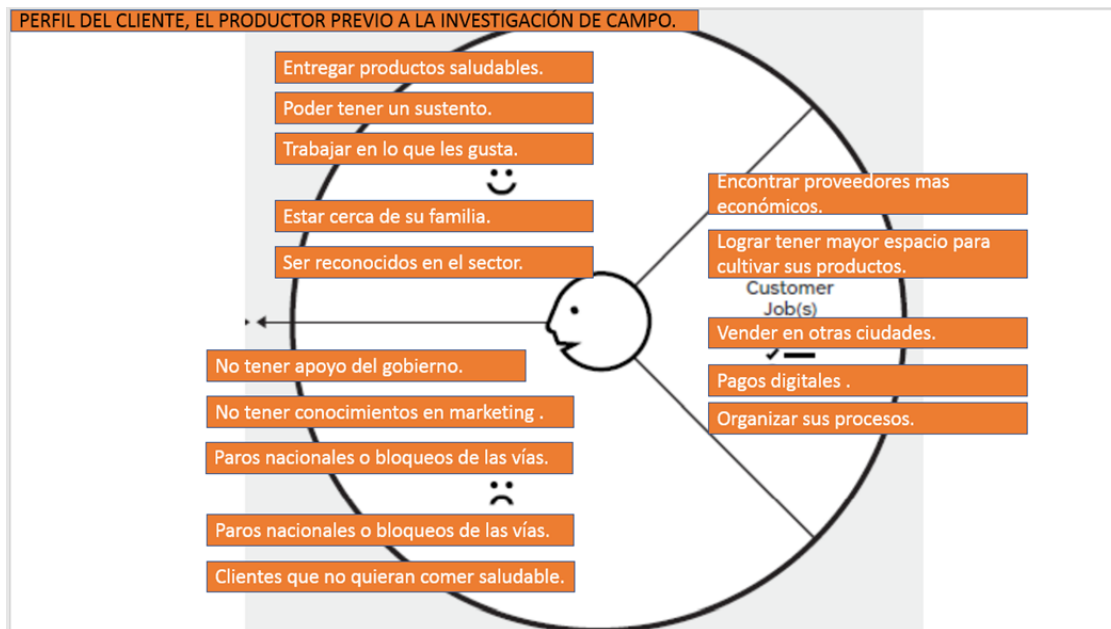 PERFIL DEL CLIENTE, EL PRODUCTOR PREVIO A LA INVESTIGACIÓN DE CAMPO.
Entregar productos saludables.
Poder tener un sustento.
Trabajar en lo que les gusta.
Estar cerca de su familia.
Ser reconocidos en el sector.
No tener apoyo del gobierno.
No tener conocimientos en marketing .
Paros nacionales o bloqueos de las vías.
Paros nacionales o bloqueos de las vías.
Clientes que no quieran comer saludable.
Encontrar proveedores mas
económicos.
Lograr tener mayor espacio para
cultivar sus productos.
Customer
Job(s)
Vender en otras ciudades.
Pagos digitales .
Organizar sus procesos.